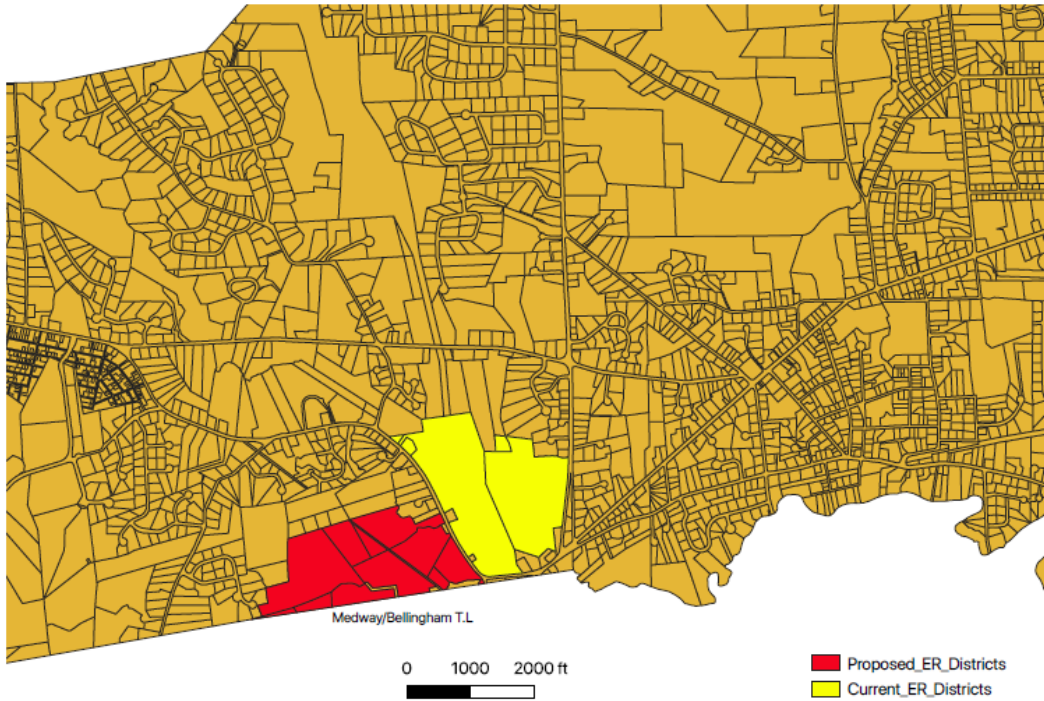 Medway/Bellingham T.L
0 1000 2000 ft
Proposed_ER_Districts
Current_ER_Districts